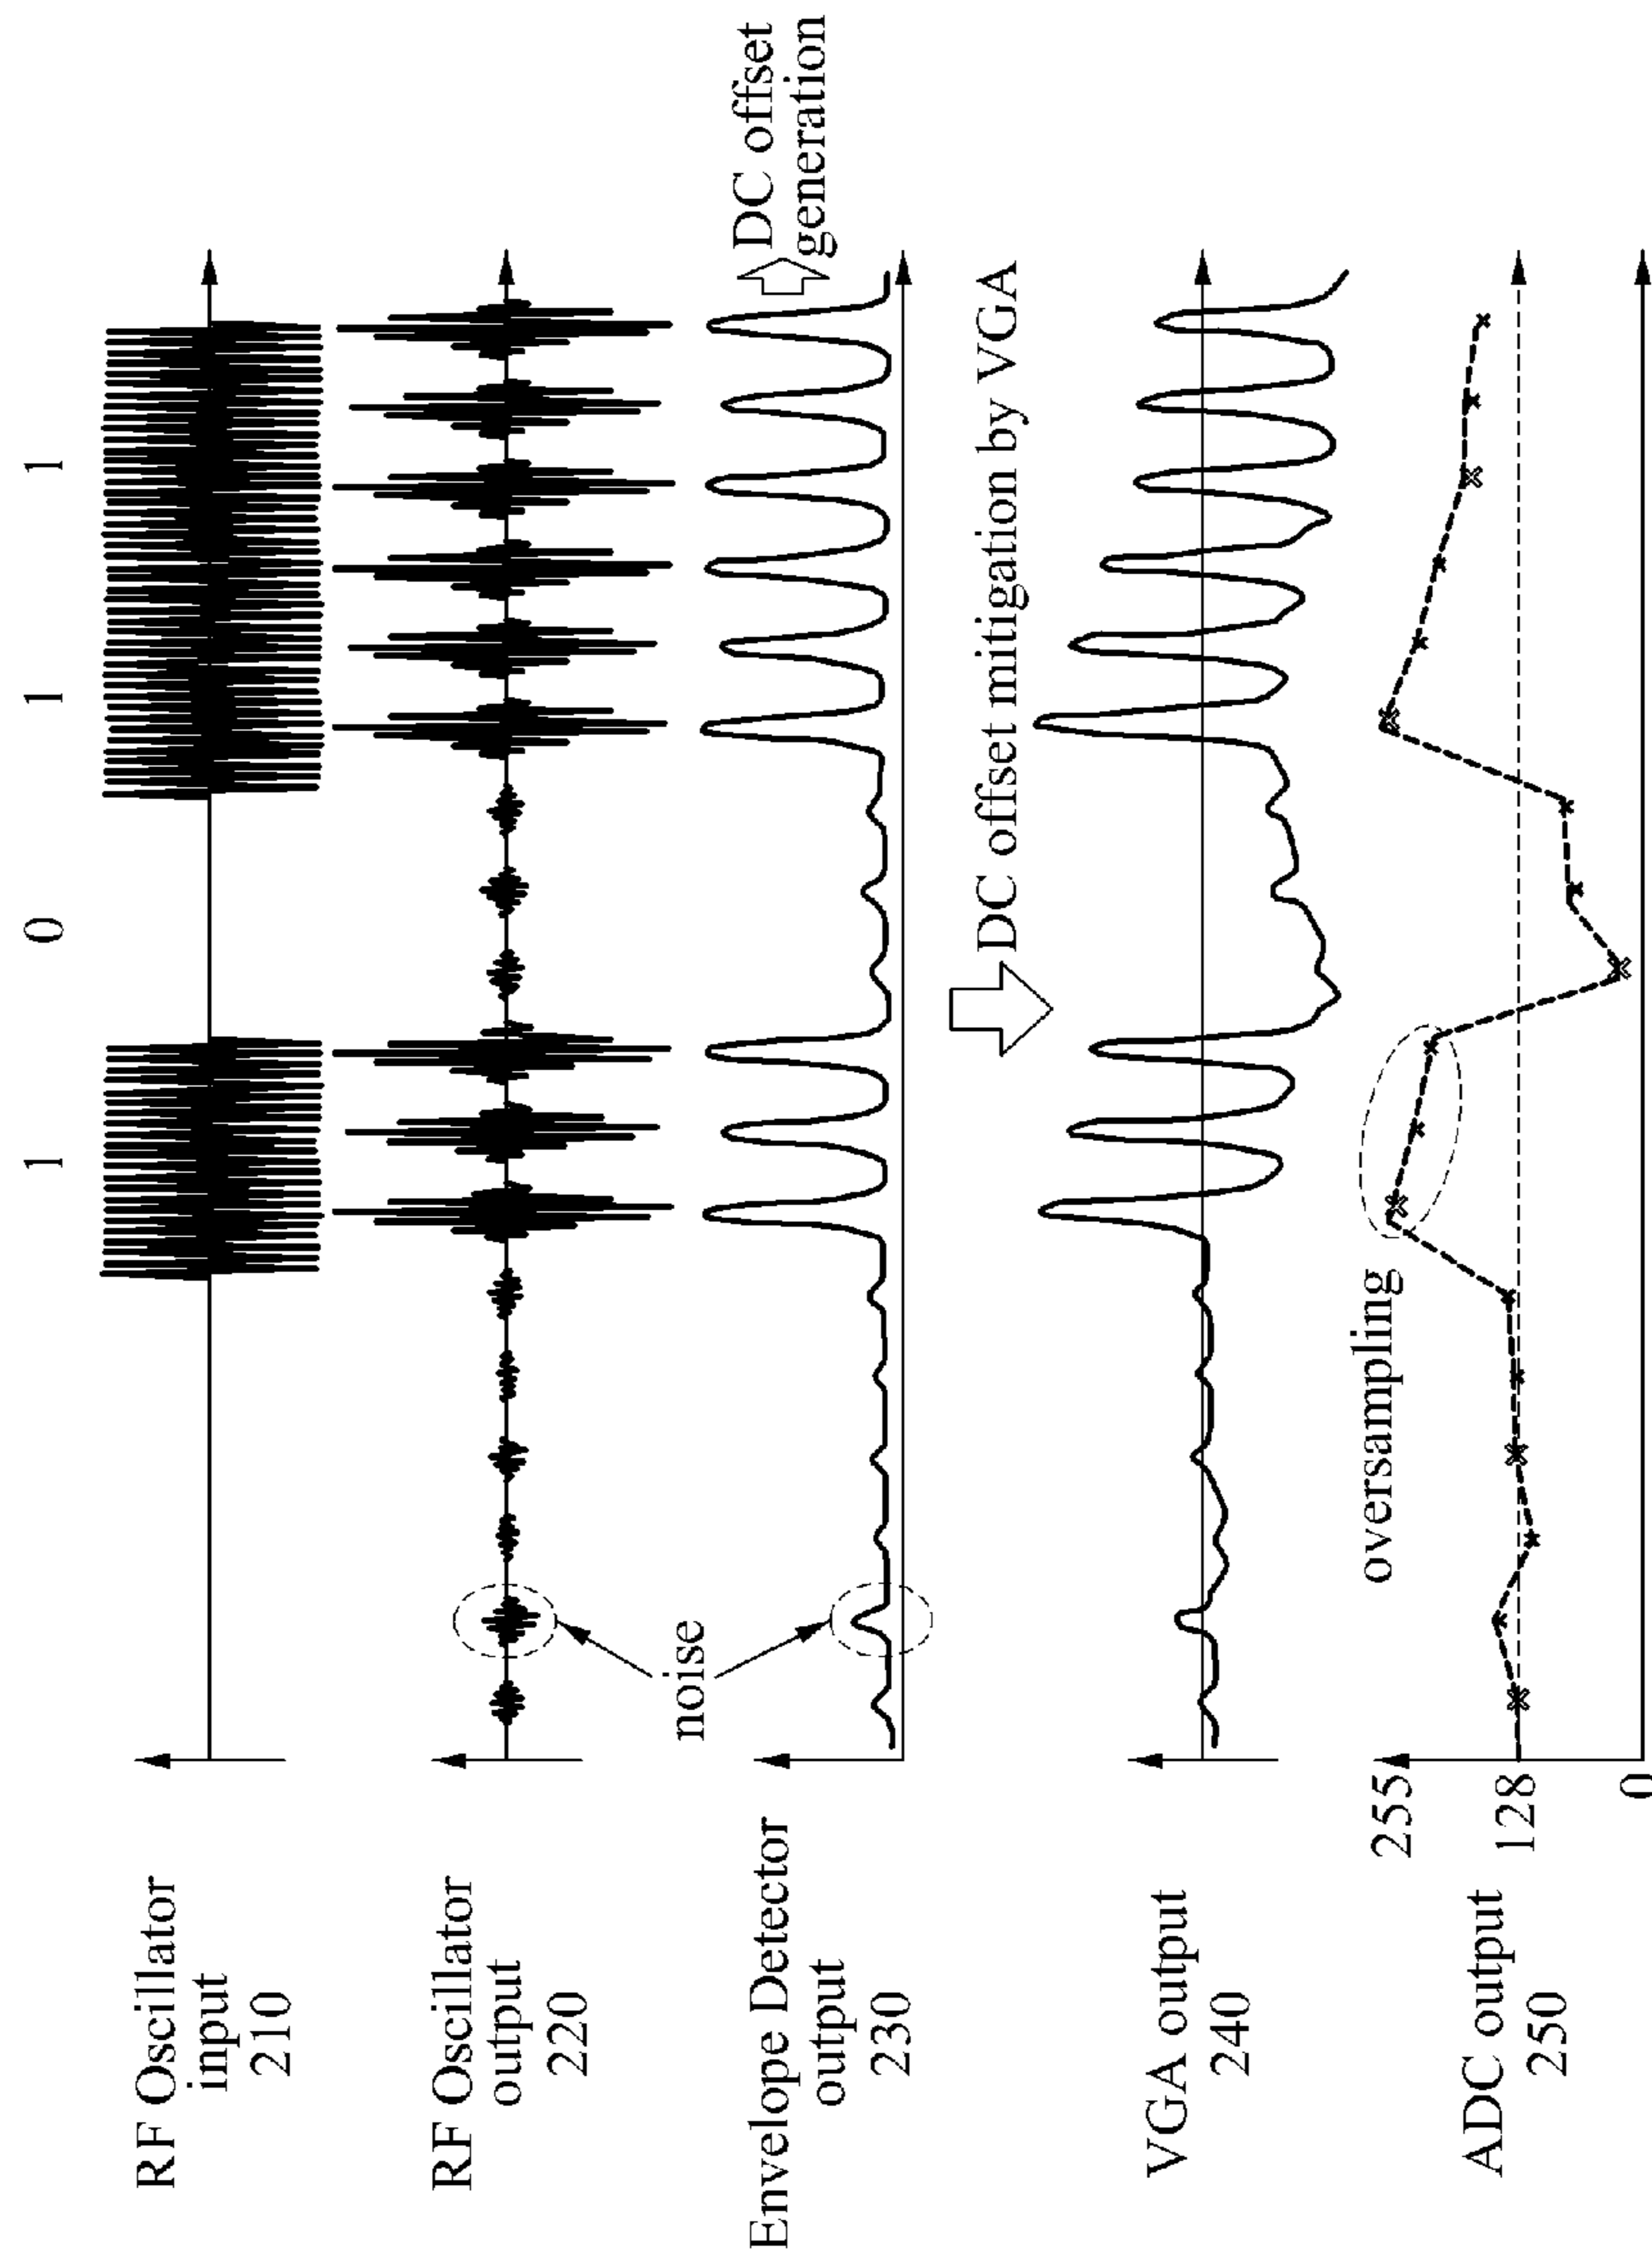 1 0 1 1
RF Oscillator
input
210
RF Oscillator
output
220
noise
Envelope Detector
output
230
DC offset
generation
DC offset mitigation by VGA
VGA output
240
oversampling
ADC output
250
255
128
0